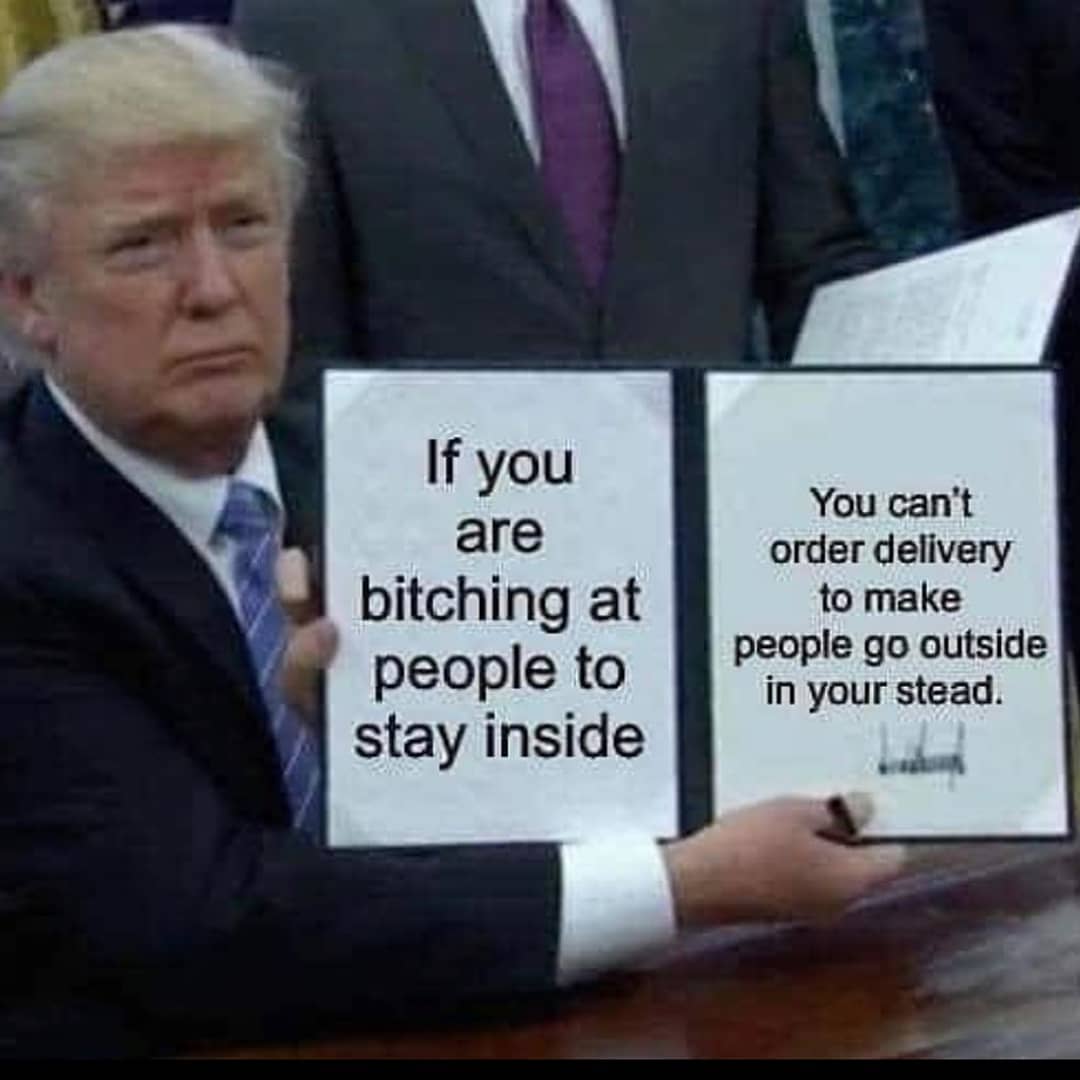 If you
are
bitching at
people to
stay inside
You can't
order delivery
to make
people go outside
in your stead.